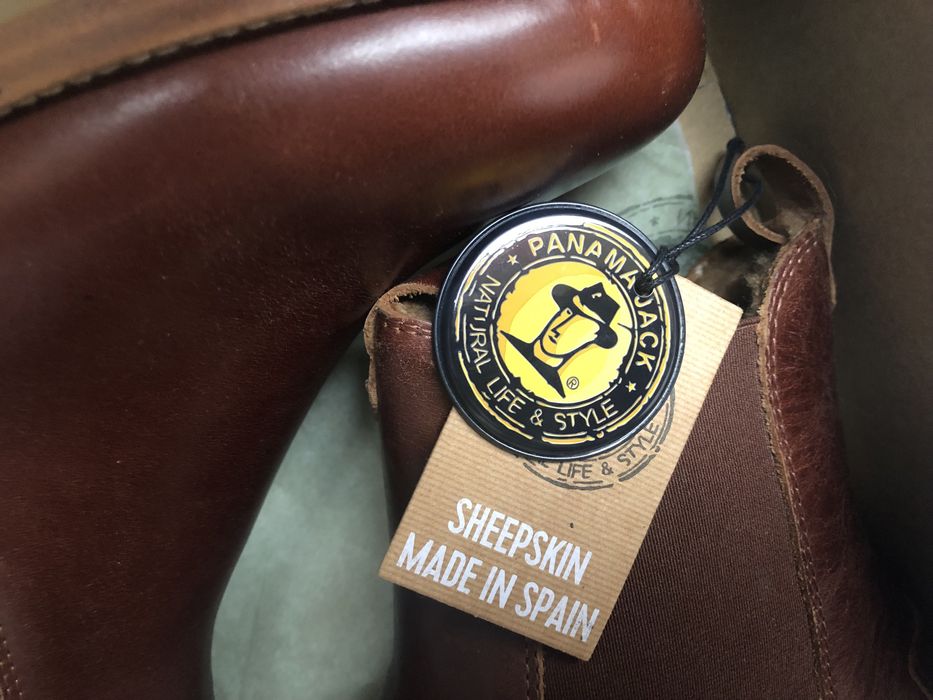 PANAMA JACK
NATURAL LIFE & STYLE
®
LIFE & STYLE
SHEEPSKIN
MADE IN SPAIN